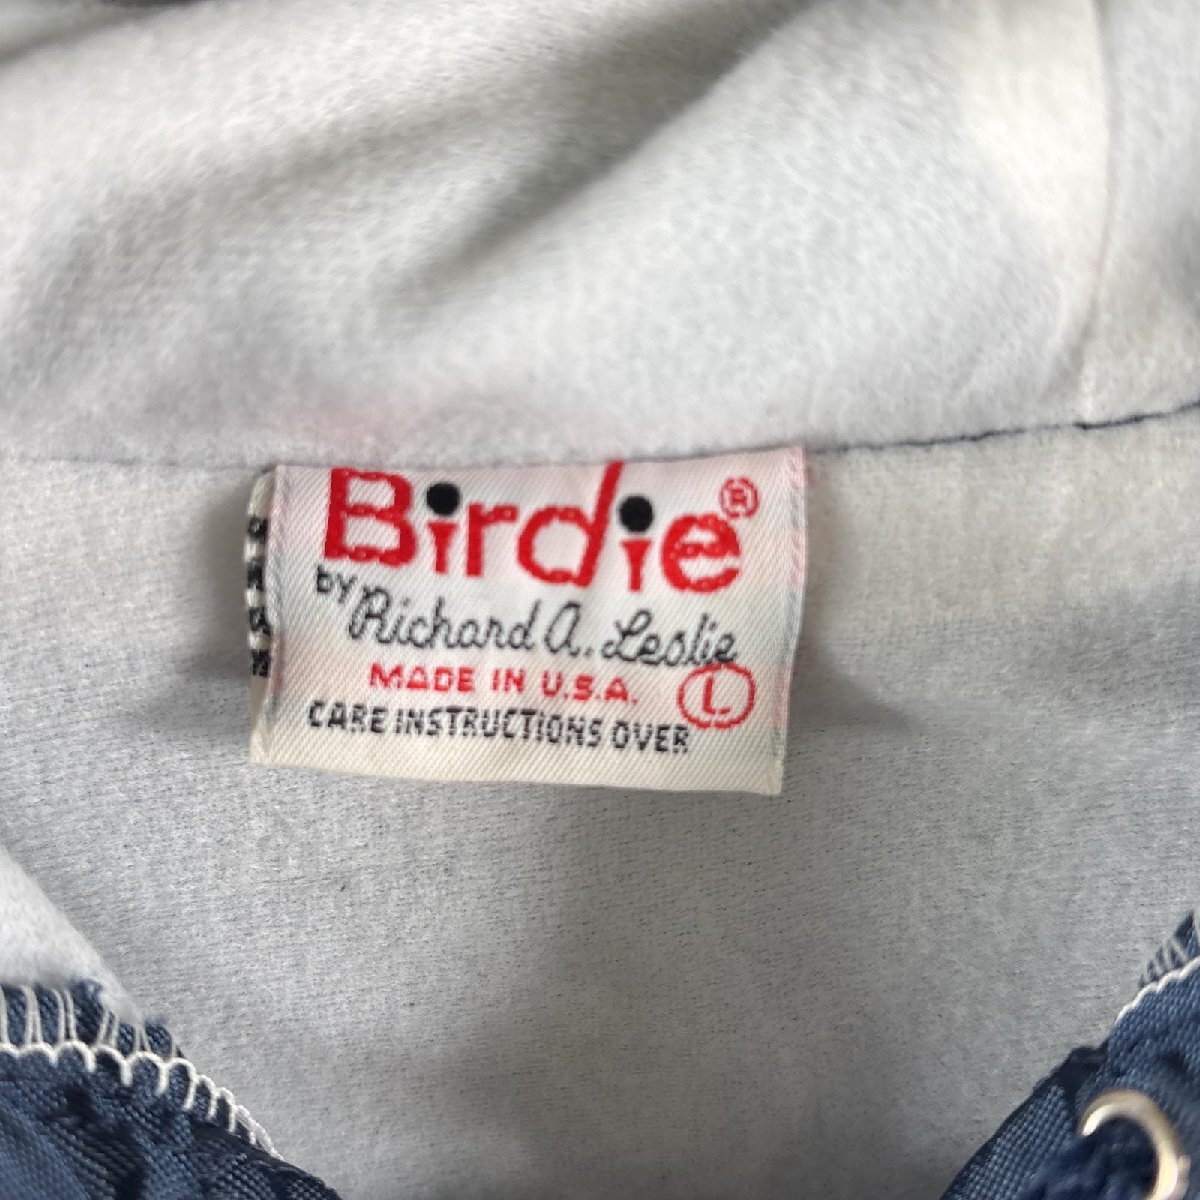 Birdie®
by Richard A. Leslie
MADE IN U.S.A. L
CARE INSTRUCTIONS OVER